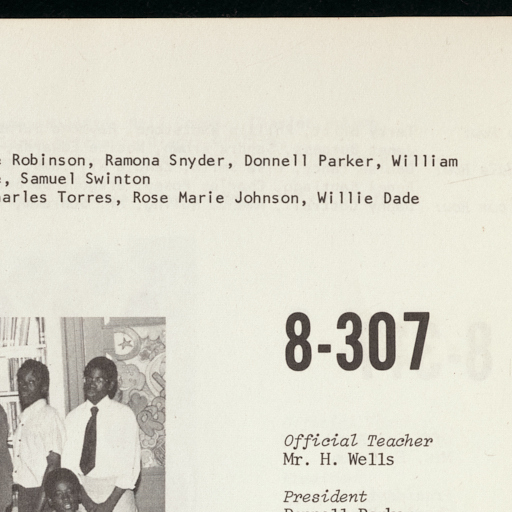 Robinson, Ramona Snyder, Donnell Parker, William
, Samuel Swinton
arles Torres, Rose Marie Johnson, Willie Dade
8-307
Official Teacher
Mr. H. Wells
President